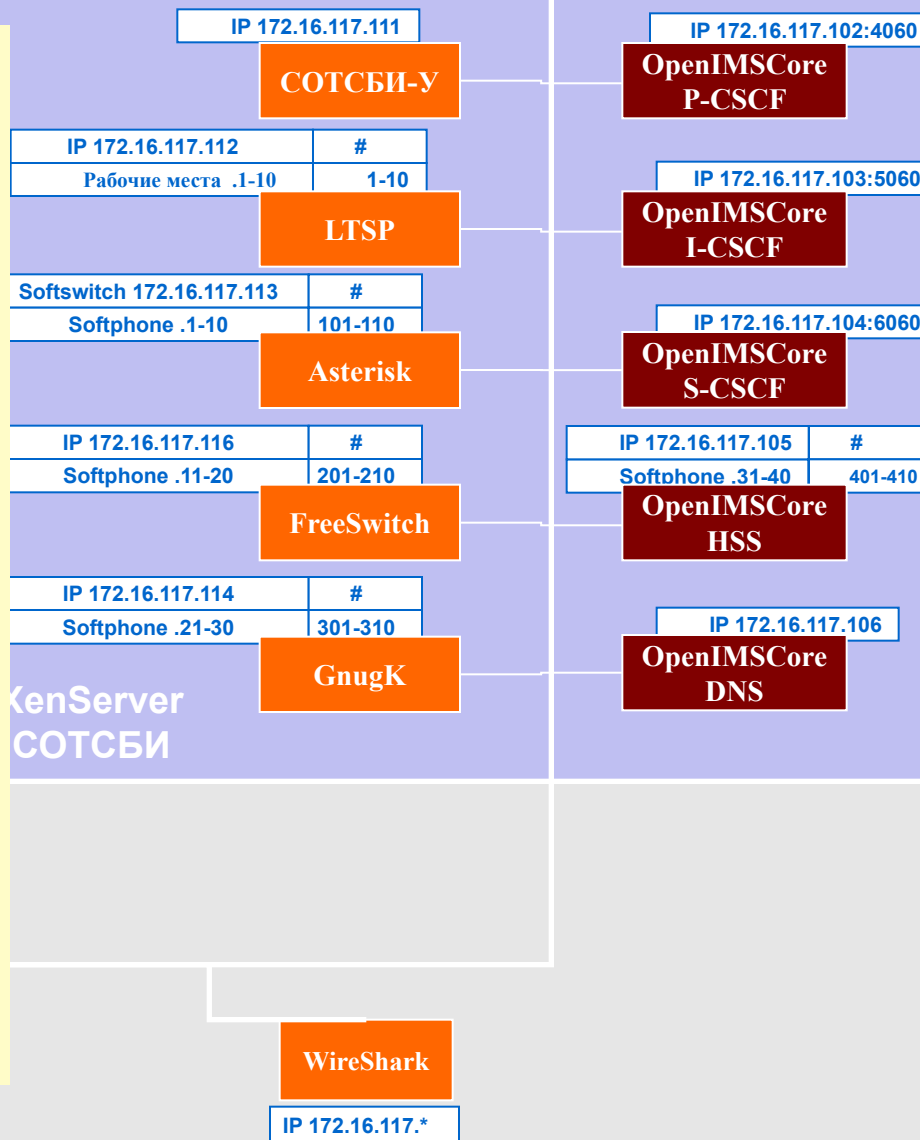 IP 172.16.117.111
СОТСБИ-У
IP 172.16.117.102:4060
OpenIMSCore
P-CSCF
IP 172.16.117.112 #
Рабочие места .1-10 1-10
LTSP
IP 172.16.117.103:5060
OpenIMSCore
I-CSCF
Softswitch 172.16.117.113 #
Softphone .1-10 101-110
Asterisk
IP 172.16.117.104:6060
OpenIMSCore
S-CSCF
IP 172.16.117.116 #
Softphone .11-20 201-210
FreeSwitch
IP 172.16.117.105 #
Softphone .31-40 401-410
OpenIMSCore
HSS
IP 172.16.117.114 #
Softphone .21-30 301-310
GnugK
IP 172.16.117.106
OpenIMSCore
DNS
XenServer
СОТСБИ
WireShark
IP 172.16.117.*